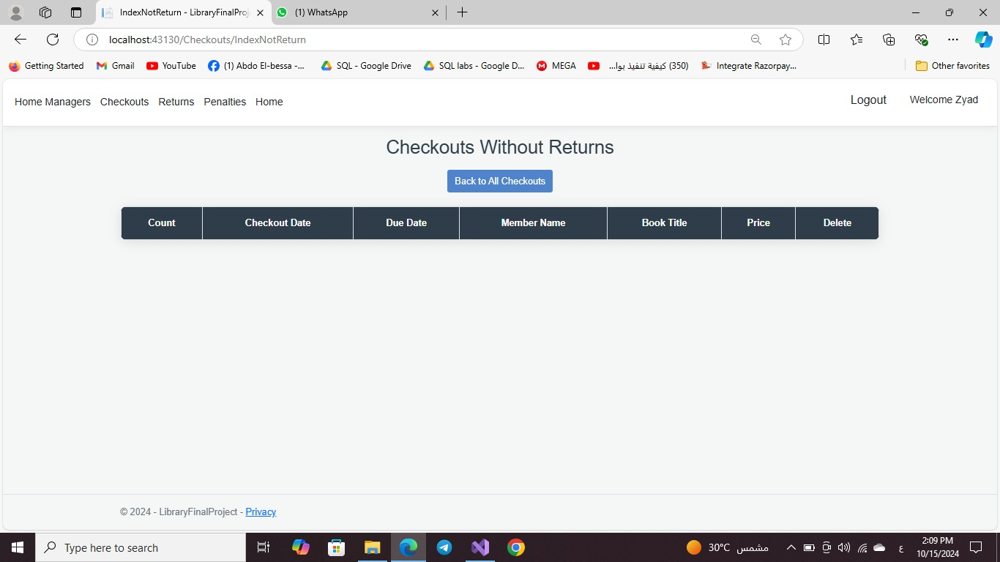 IndexNotReturn - LibraryFinalProj
(1) WhatsApp
localhost:43130/Checkouts/IndexNotReturn
Getting Started
Gmail
YouTube
(1) Abdo El-bessa -...
SQL - Google Drive
SQL labs - Google D...
MEGA
(350) كيفية تنفيذ بوا...
Integrate Razorpay...
Other favorites
Home Managers Checkouts Returns Penalties Home
Logout Welcome Zyad
Checkouts Without Returns
Back to All Checkouts
Count Checkout Date Due Date Member Name Book Title Price Delete
© 2024 - LibraryFinalProject - Privacy
Type here to search
30°C مشمس
ع
2:09 PM
10/15/2024